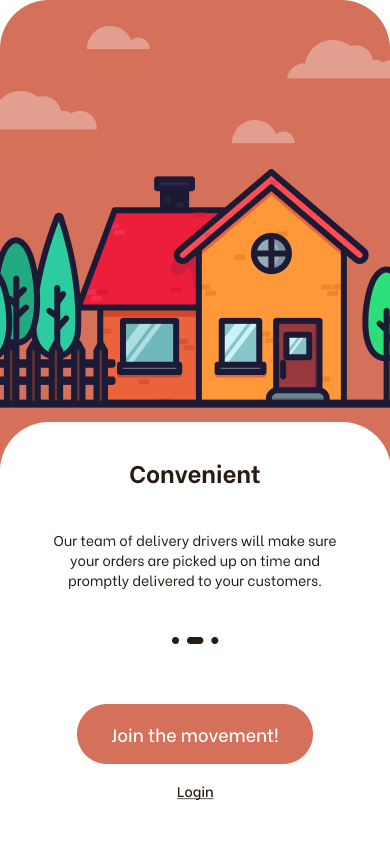 Convenient
Our team of delivery drivers will make sure
your orders are picked up on time and
promptly delivered to your customers.
Join the movement!
Login